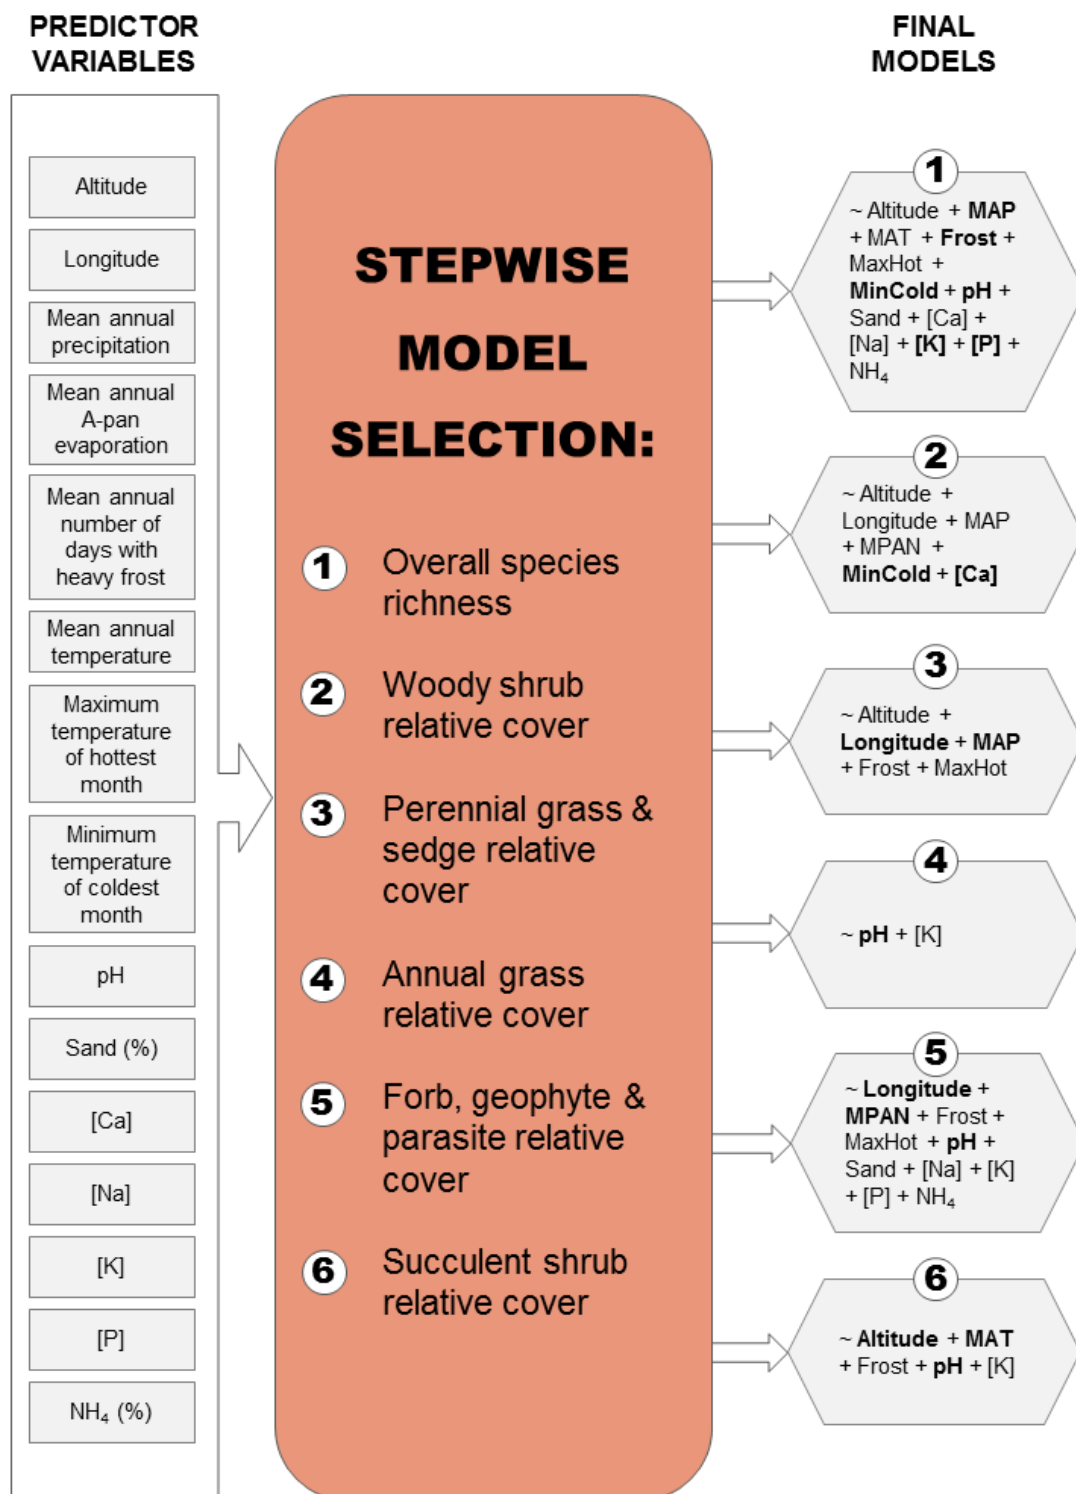 PREDICTOR
VARIABLES
Altitude
Longitude
Mean annual
precipitation
Mean annual
A-pan
evaporation
Mean annual
number of
days with
heavy frost
Mean annual
temperature
Maximum
temperature
of hottest
month
Minimum
temperature
of coldest
month
pH
Sand (%)
[Ca]
[Na]
[K]
[P]
NH₄ (%)
STEPWISE
MODEL
SELECTION:
1 Overall species
richness
2 Woody shrub
relative cover
3 Perennial grass &
sedge relative
cover
4 Annual grass
relative cover
5 Forb, geophyte &
parasite relative
cover
6 Succulent shrub
relative cover
FINAL
MODELS
1
~ Altitude + MAP
+ MAT + Frost +
MaxHot +
MinCold + pH +
Sand + [Ca] +
[Na] + [K] + [P] +
NH₄
2
~ Altitude +
Longitude + MAP
+ MPAN +
MinCold + [Ca]
3
~ Altitude +
Longitude + MAP
+ Frost + MaxHot
4
~ pH + [K]
5
~ Longitude +
MPAN + Frost +
MaxHot + pH +
Sand + [Na] + [K]
+ [P] + NH₄
6
~ Altitude + MAT
+ Frost + pH + [K]